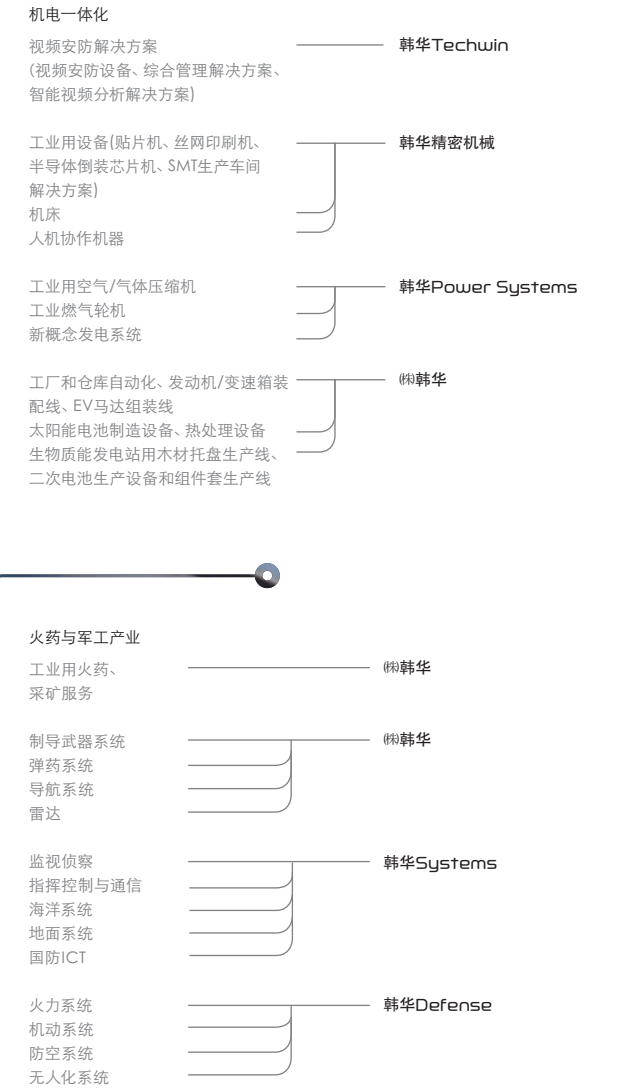 机电一体化
视频安防解决方案
韩华Techwin
(视频安防设备、综合管理解决方案、
智能视频分析解决方案)
工业用设备(贴片机、丝网印刷机、
韩华精密机械
半导体倒装芯片机、SMT生产车间
解决方案)
机床
人机协作机器
工业用空气/气体压缩机
韩华Power Systems
工业燃气轮机
新概念发电系统
工厂和仓库自动化、发动机/变速箱装
㈱韩华
配线、EV马达组装线
太阳能电池制造设备、热处理设备
生物质能发电站用木材托盘生产线、
二次电池生产设备和组件套生产线
火药与军工产业
工业用火药、
㈱韩华
采矿服务
制导武器系统
㈱韩华
弹药系统
导航系统
雷达
监视侦察
韩华Systems
指挥控制与通信
海洋系统
地面系统
国防ICT
火力系统
韩华Defense
机动系统
防空系统
无人化系统